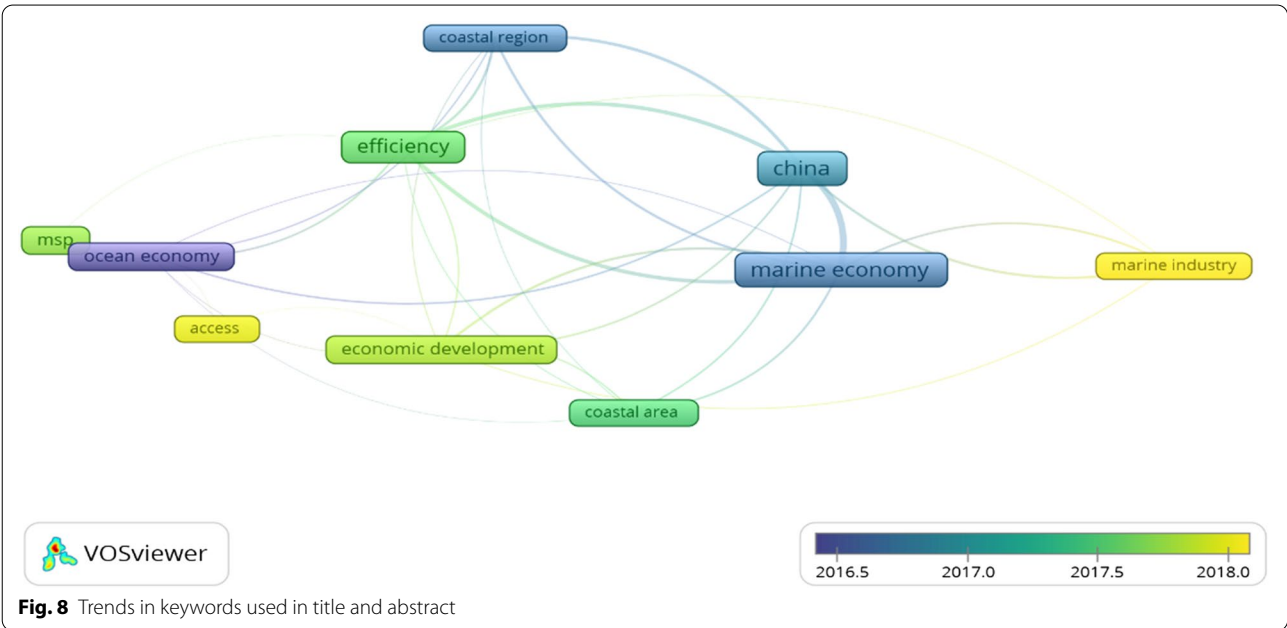 coastal region
efficiency
china
msp
ocean economy
marine economy
marine industry
access
economic development
coastal area
VOSviewer
2016.5 2017.0 2017.5 2018.0
Fig. 8 Trends in keywords used in title and abstract